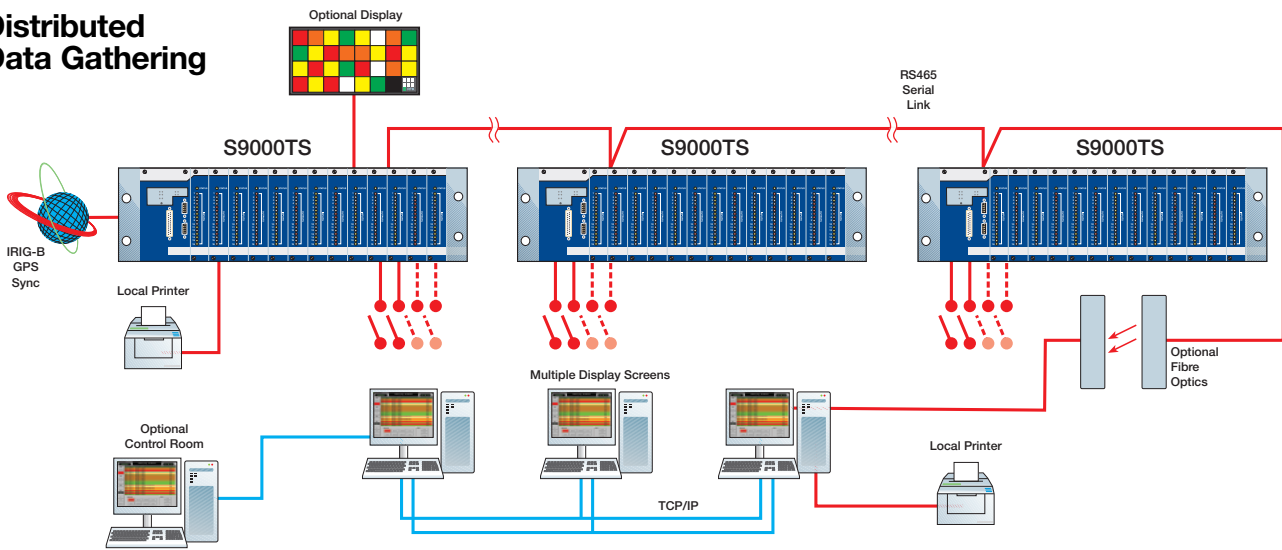 Distributed
Data Gathering
Optional Display
RS465
Serial
Link
S9000TS
S9000TS
S9000TS
IRIG-B
GPS
Sync
Local Printer
Optional
Fibre
Optics
Multiple Display Screens
Optional
Control Room
Local Printer
TCP/IP